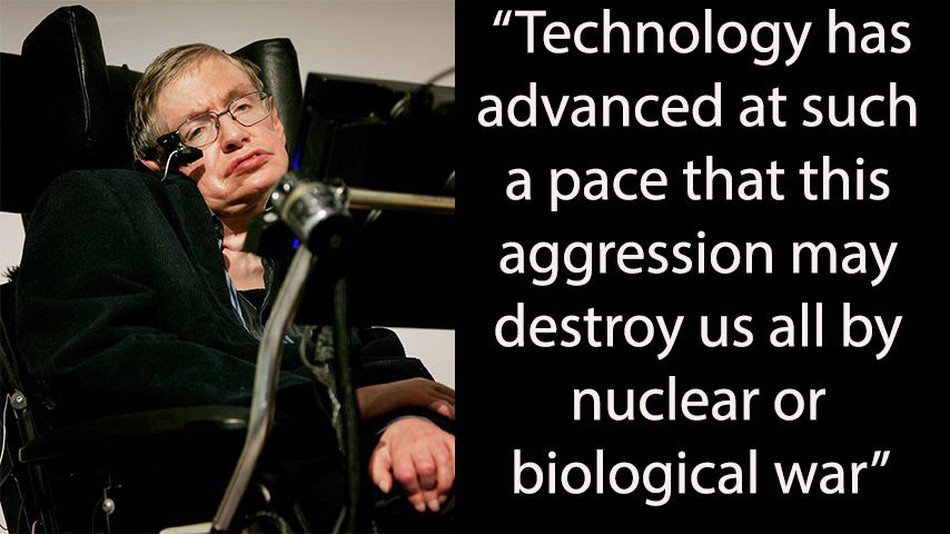 “Technology has
advanced at such
a pace that this
aggression may
destroy us all by
nuclear or
biological war”